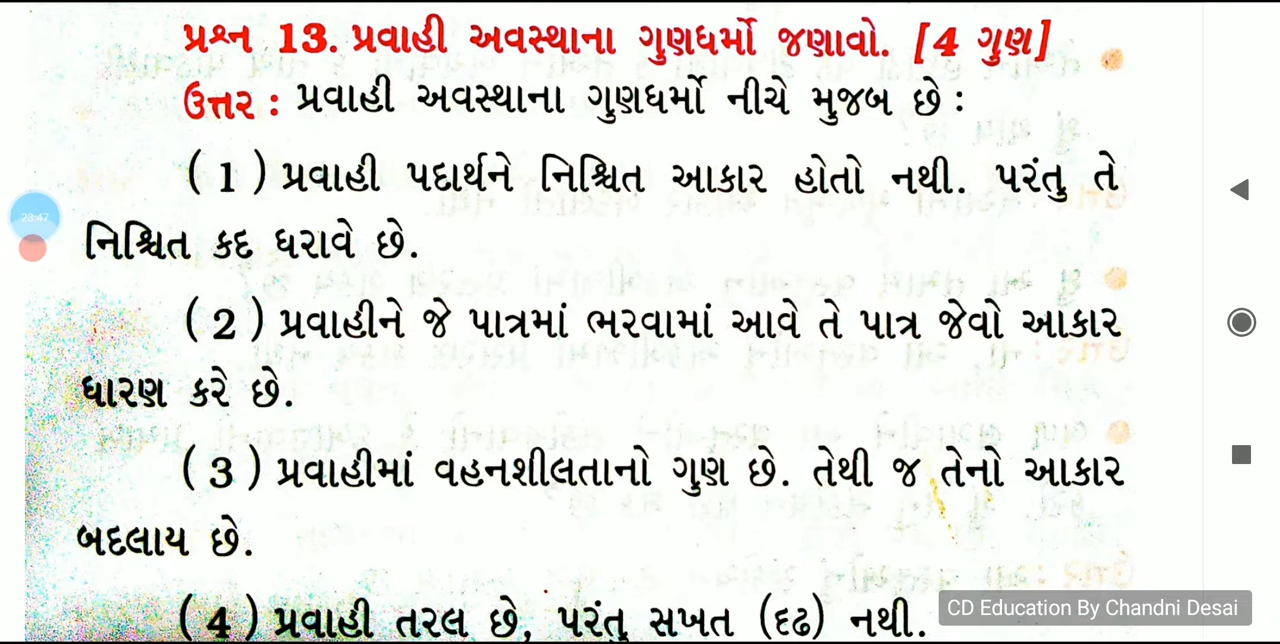 પ્રશ્ન 13. પ્રવાહી અવસ્થાના ગુણધર્મો જણાવો. [4 ગુણ]
ઉત્તર : પ્રવાહી અવસ્થાના ગુણધર્મો નીચે મુજબ છે :
( 1 ) પ્રવાહી પદાર્થને નિશ્ચિત આકાર હોતો નથી. પરંતુ તે
23:47
નિશ્ચિત કદ ધરાવે છે.
( 2 ) પ્રવાહીને જે પાત્રમાં ભરવામાં આવે તે પાત્ર જેવો આકાર
ધારણ કરે છે.
( 3 ) પ્રવાહીમાં વહનશીલતાનો ગુણ છે. તેથી જ તેનો આકાર
બદલાય છે.
( 4 ) પ્રવાહી તરલ છે, પરંતુ સખત (દૃઢ) નથી.
CD Education By Chandni Desai